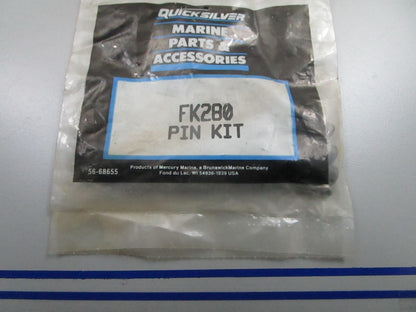 QUICKSILVER
MARINE
PARTS &
ACCESSORIES
FK280
PIN KIT
56-68655
Products of Mercury Marine, a Brunswick Marine Company
Fond du Lac, WI 54936-1939 USA